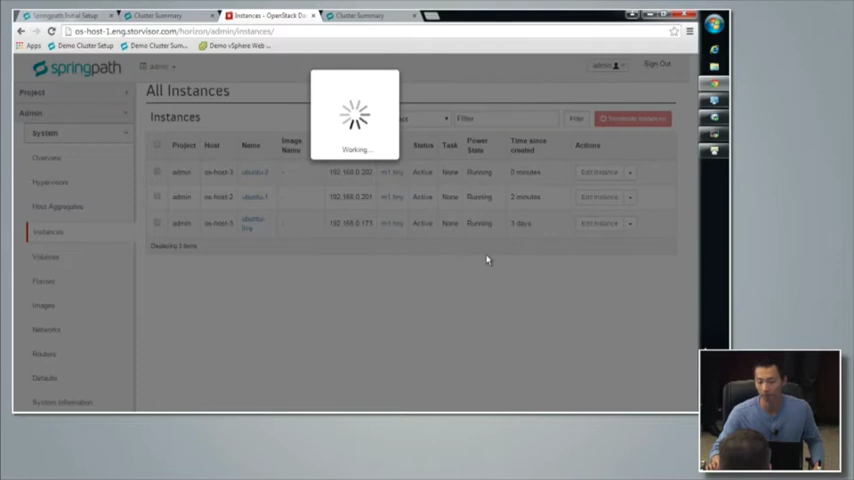 Springpath Initial Setup
Cluster Summary
Instances - OpenStack Da
Cluster Summary
os-host-1.eng.storvisor.com/horizon/admin/instances/
Apps
Demo Cluster Setup
Demo Cluster Sum...
Demo vSphere Web ...
springpath
admin
admin
Sign Out
Project
Admin
System
Overview
Hypervisors
Host Aggregates
Instances
Volumes
Flavors
Images
Networks
Routers
Defaults
System Information
All Instances
Instances
Filter
Filter
Terminate Instances
Working...
Project Host Name Image Name Status Task Power State Time since created Actions
admin os-host-3 ubuntu-2 - 192.168.0.202 m1.tiny Active None Running 0 minutes Edit Instance
admin os-host-2 ubuntu-1 - 192.168.0.201 m1.tiny Active None Running 2 minutes Edit Instance
admin os-host-5 ubuntu-live - 192.168.0.173 m1.tiny Active None Running 3 days Edit Instance
Displaying 3 items